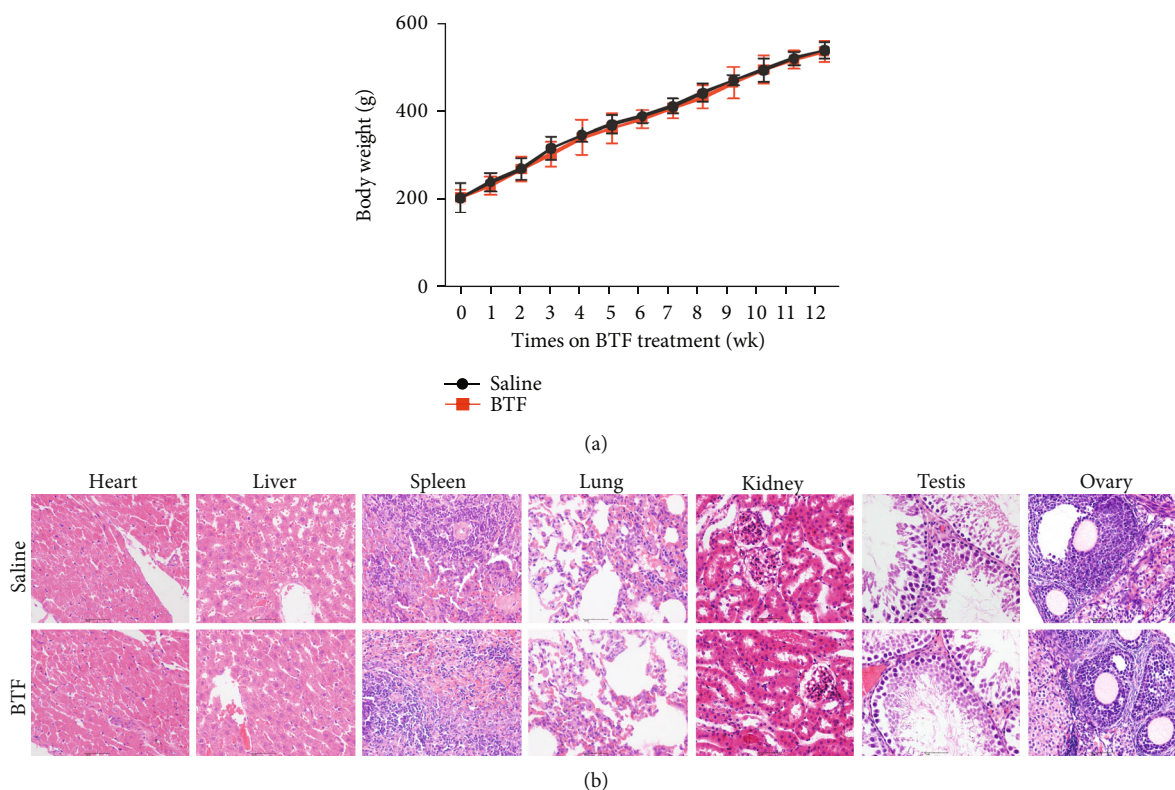 600
400
200
0
Body weight (g)
0 1 2 3 4 5 6 7 8 9 10 11 12
Times on BTF treatment (wk)
Saline
BTF
(a)
Heart Liver Spleen Lung Kidney Testis Ovary
Saline
BTF
(b)